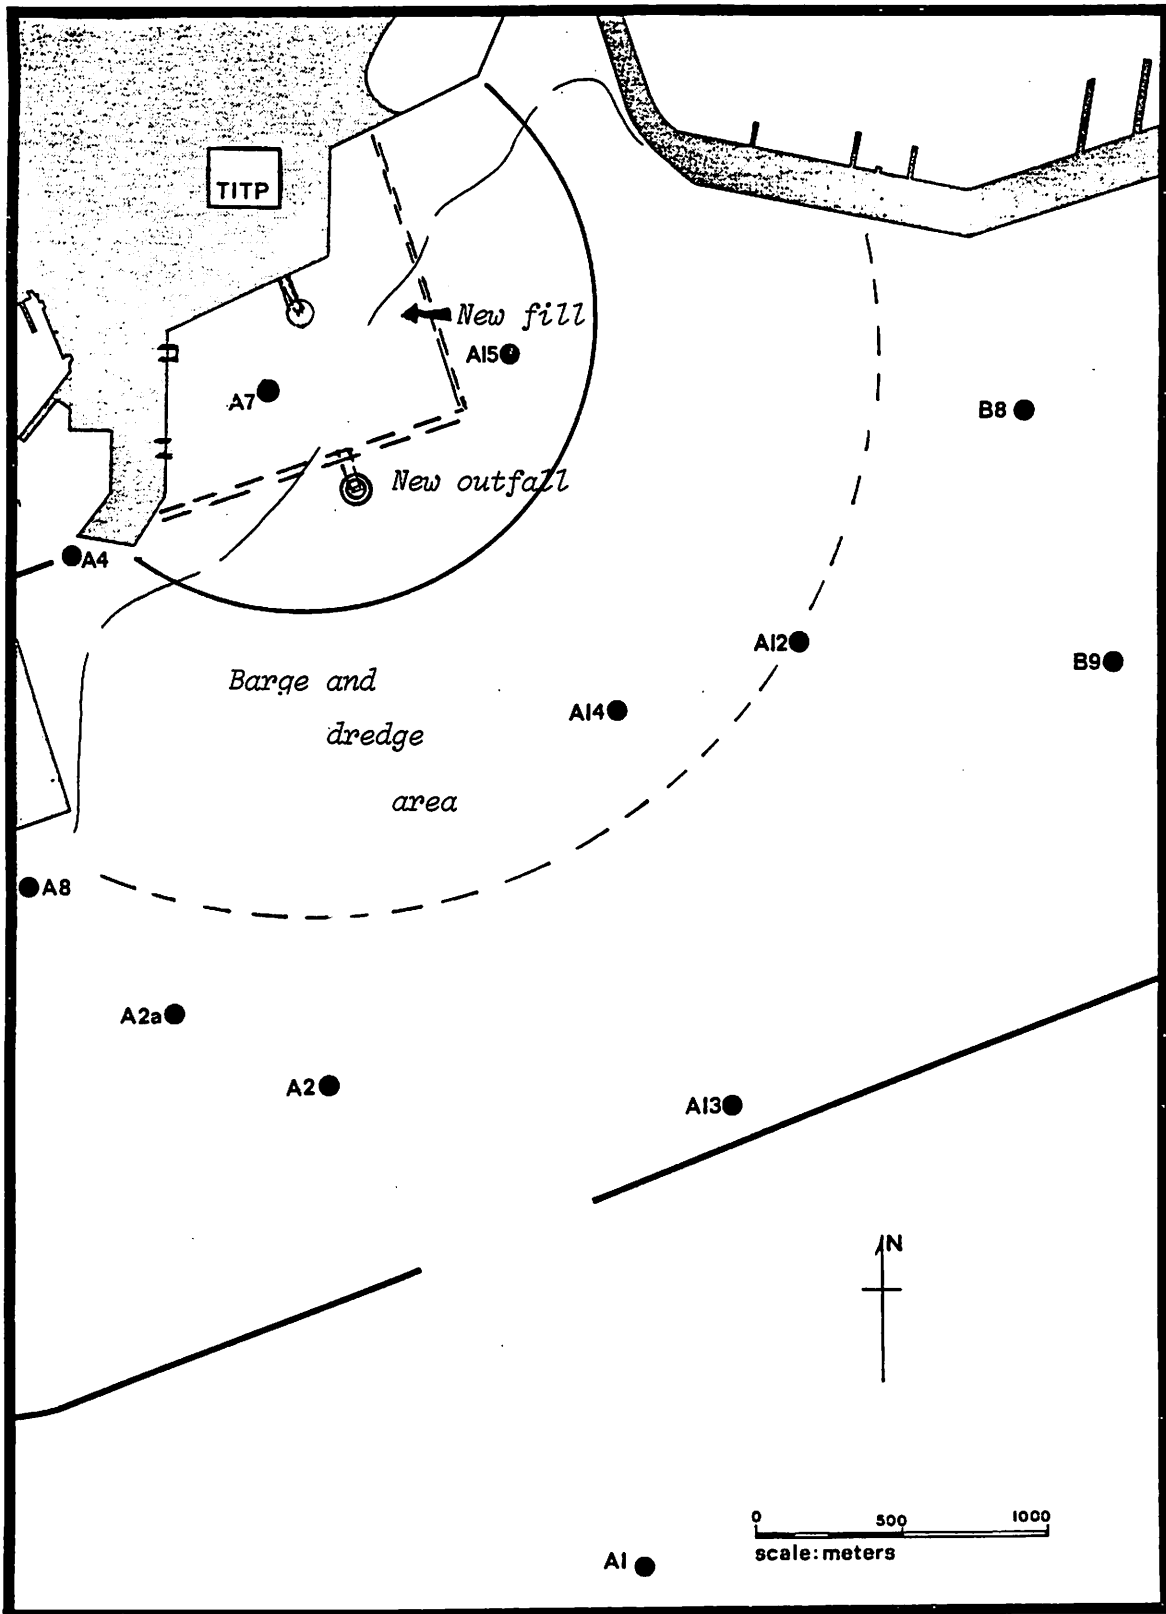 TITP
New fill
A15
A7
B8
New outfall
A4
A12
B9
Barge and
A14
dredge
area
A8
A2a
A2
A13
N
0 500 1000
scale: meters
A1